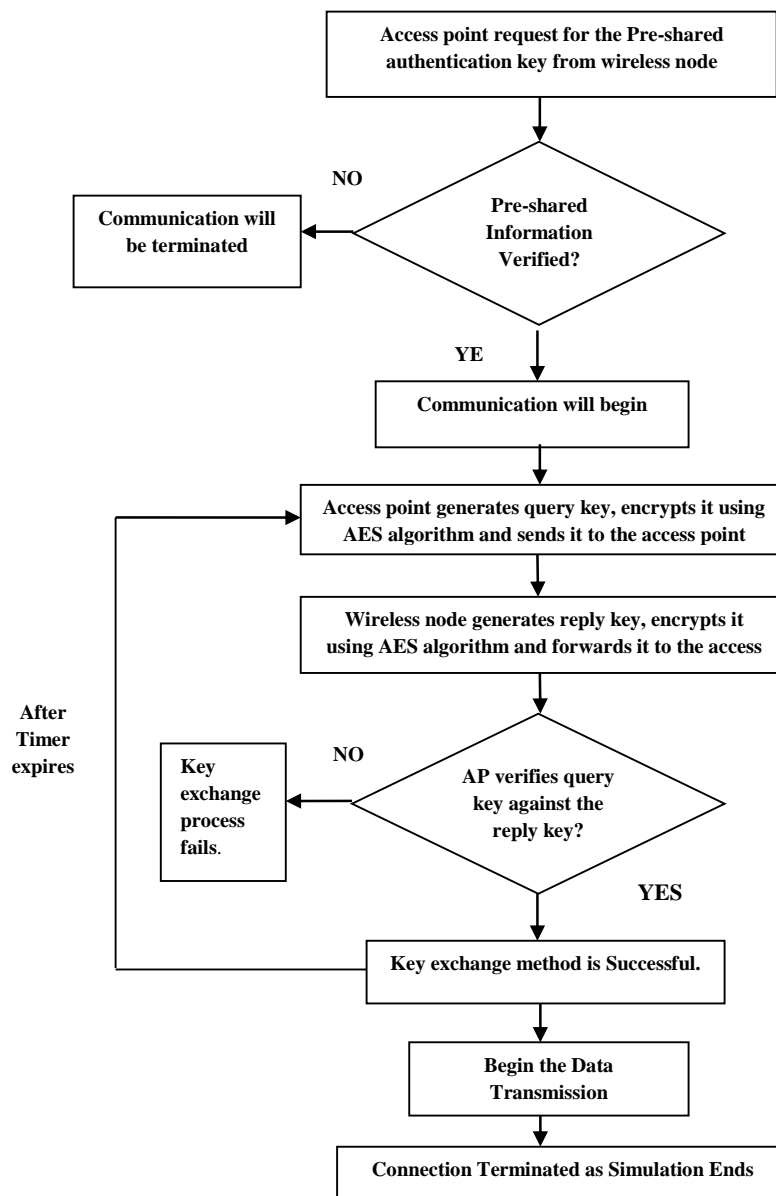 Access point request for the Pre-shared
authentication key from wireless node
NO
Communication will
be terminated
Pre-shared
Information
Verified?
YE
Communication will begin
Access point generates query key, encrypts it using
AES algorithm and sends it to the access point
Wireless node generates reply key, encrypts it
using AES algorithm and forwards it to the access
After
Timer
expires
NO
Key
exchange
process
fails.
AP verifies query
key against the
reply key?
YES
Key exchange method is Successful.
Begin the Data
Transmission
Connection Terminated as Simulation Ends